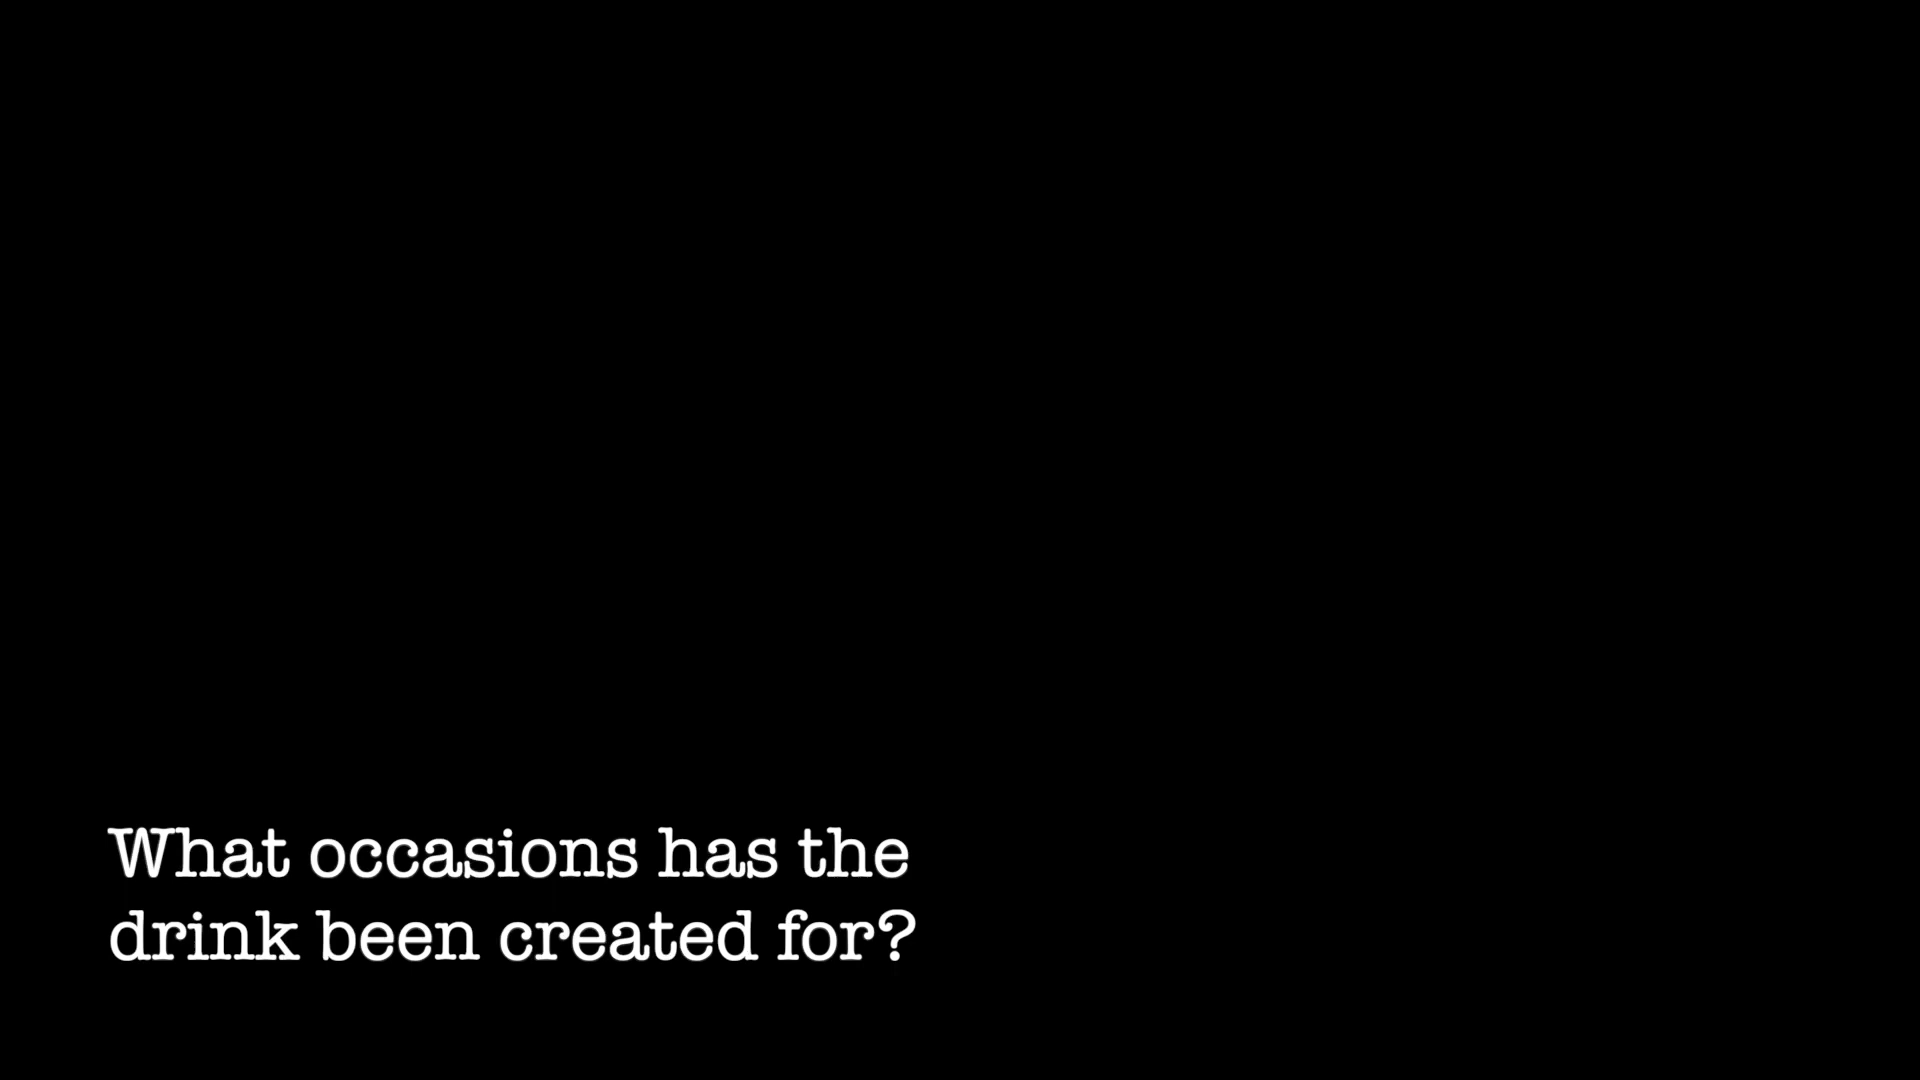 What occasions has the
drink been created for?